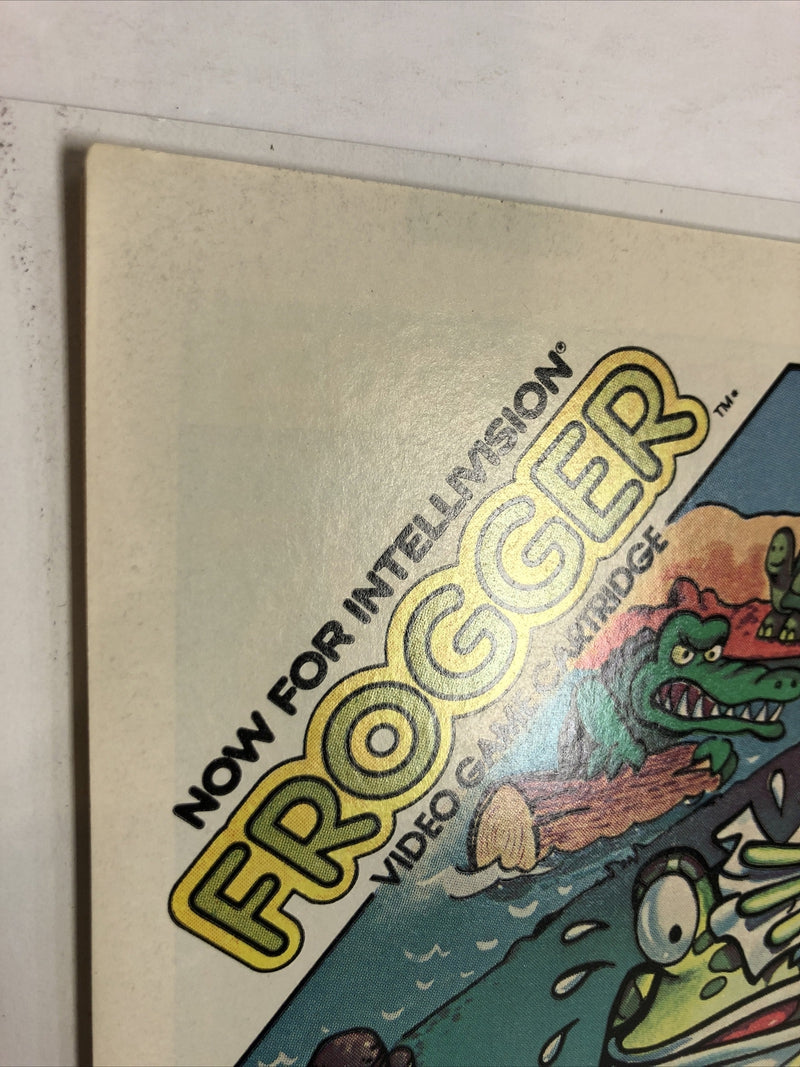 NOW FOR INTELLIVISION®
FROGGER™
VIDEO GAME CARTRIDGE